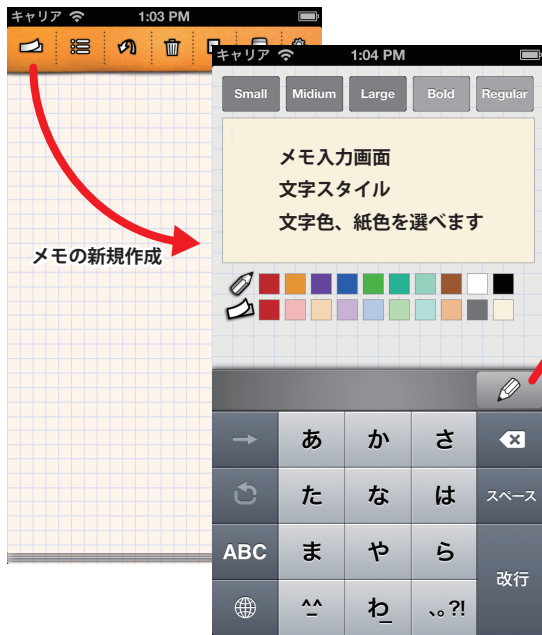 キャリア 1:03 PM
キャリア 1:04 PM
Small Midium Large Bold Regular
メモ入力画面
文字スタイル
文字色、紙色を選べます
メモの新規作成
あ か さ
た な は スペース
ABC ま や ら
改行
^^ わ 、。?!